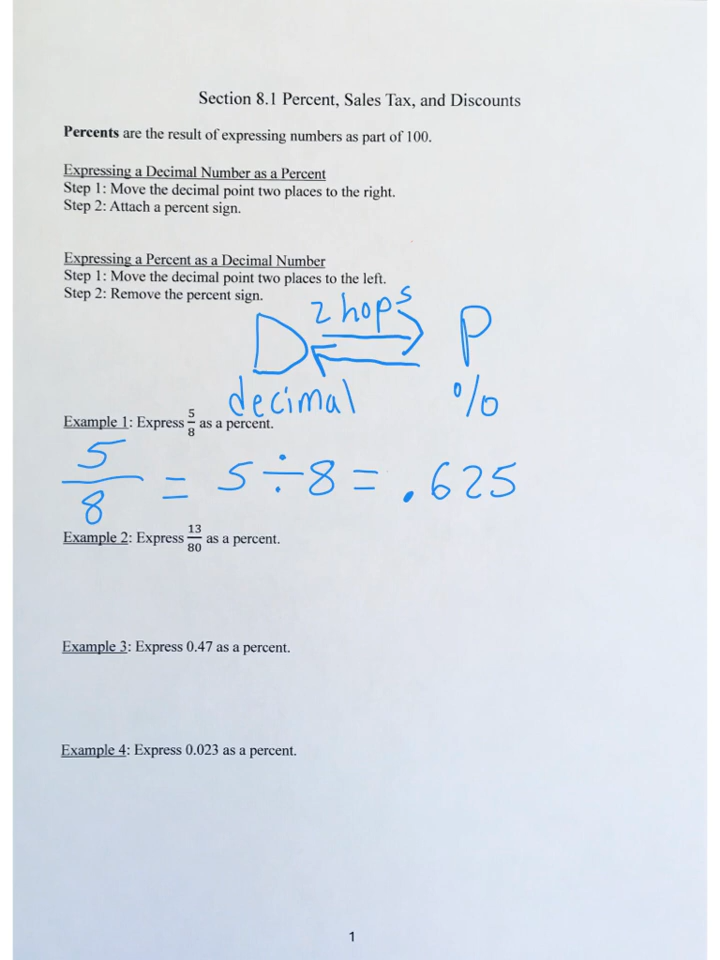 Section 8.1 Percent, Sales Tax, and Discounts
Percents are the result of expressing numbers as part of 100.
Expressing a Decimal Number as a Percent
Step 1: Move the decimal point two places to the right.
Step 2: Attach a percent sign.
Expressing a Percent as a Decimal Number
Step 1: Move the decimal point two places to the left.
Step 2: Remove the percent sign.
2 hops
D P
decimal %
Example 1: Express 5/8 as a percent.
5/8 = 5 ÷ 8 = .625
Example 2: Express 13/80 as a percent.
Example 3: Express 0.47 as a percent.
Example 4: Express 0.023 as a percent.
1